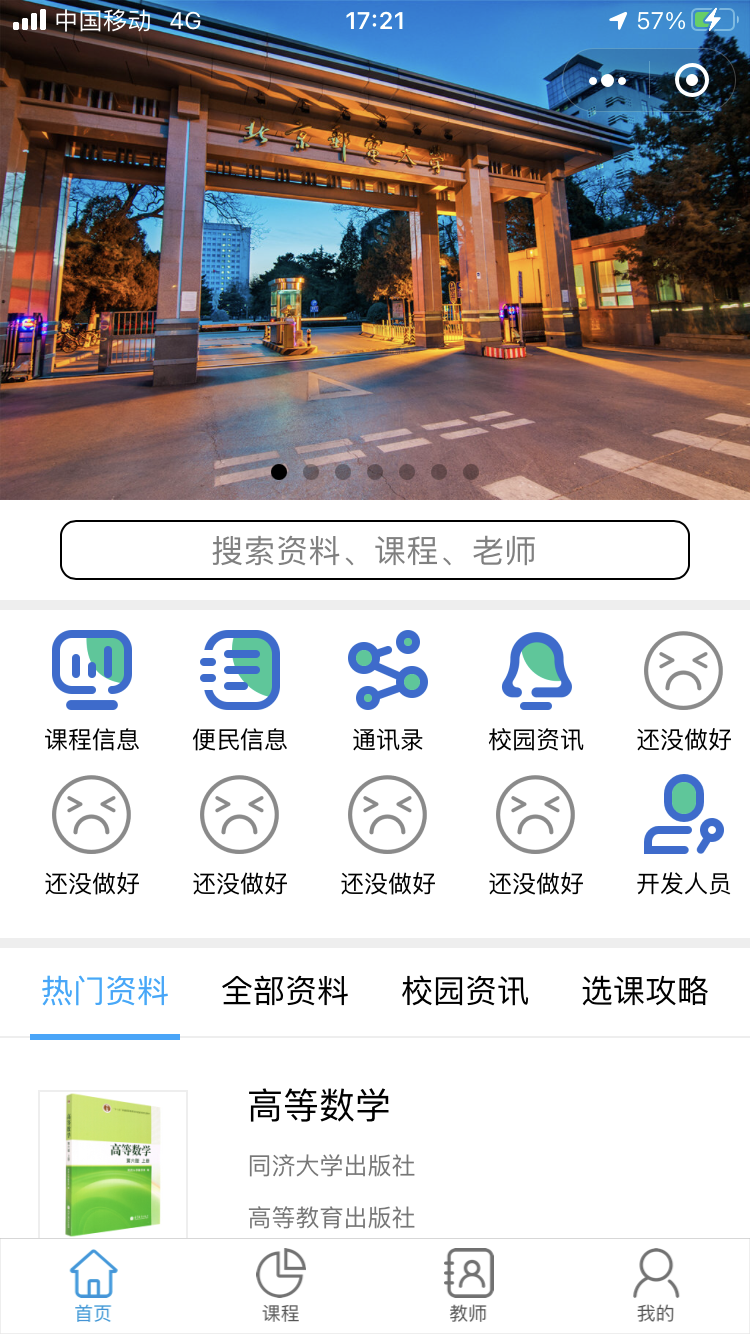 中国移动 4G 17:21 57%
北京邮电大学
搜索资料、课程、老师
课程信息 便民信息 通讯录 校园资讯 还没做好
还没做好 还没做好 还没做好 还没做好 开发人员
热门资料 全部资料 校园资讯 选课攻略
高等数学
高等数学
同济大学出版社
高等教育出版社
首页 课程 教师 我的